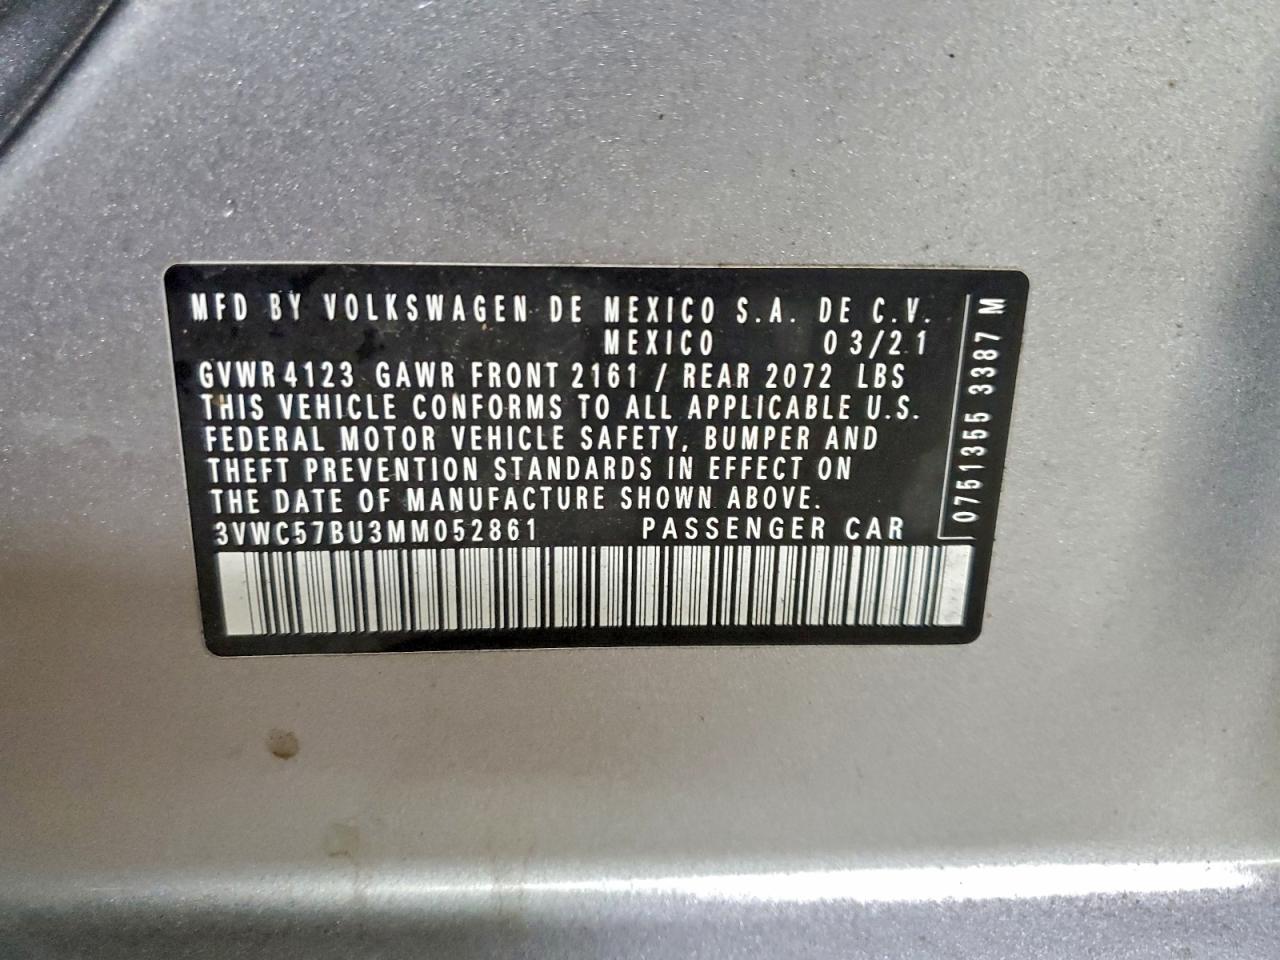 MFD BY VOLKSWAGEN DE MEXICO S.A. DE C.V.
MEXICO 03/21
GVWR 4123 GAWR FRONT 2161 / REAR 2072 LBS
THIS VEHICLE CONFORMS TO ALL APPLICABLE U.S.
FEDERAL MOTOR VEHICLE SAFETY, BUMPER AND
THEFT PREVENTION STANDARDS IN EFFECT ON
THE DATE OF MANUFACTURE SHOWN ABOVE.
3VWC57BU3MM052861 PASSENGER CAR
0751355 3387 M